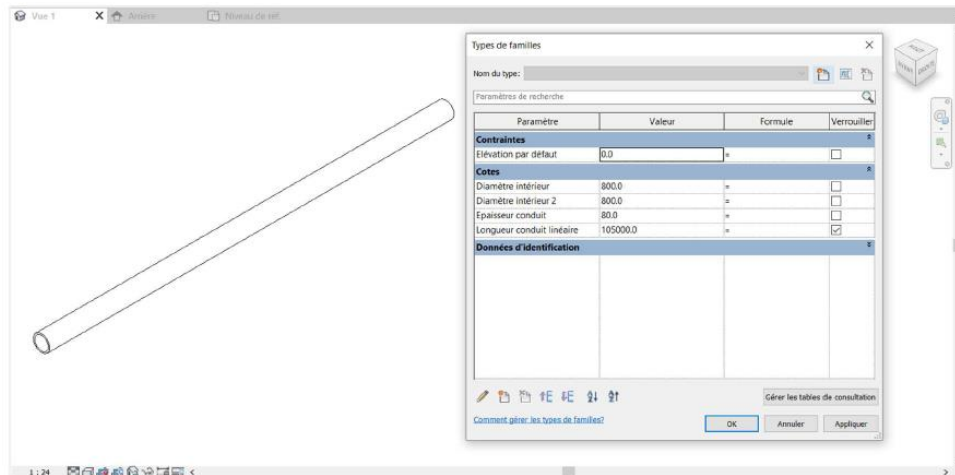 Vue 1 X Arrière Niveau de réf.
Types de familles
Nom du type:
Paramètres de recherche
Paramètre Valeur Formule Verrouiller
Contraintes
Elévation par défaut 0.0 =
Cotes
Diamètre intérieur 800.0 =
Diamètre intérieur 2 800.0 =
Epaisseur conduit 80.0 =
Longueur conduit linéaire 105000.0 =
Données d'identification
Gérer les tables de consultation
Comment gérer les types de familles?
OK Annuler Appliquer
1 : 24